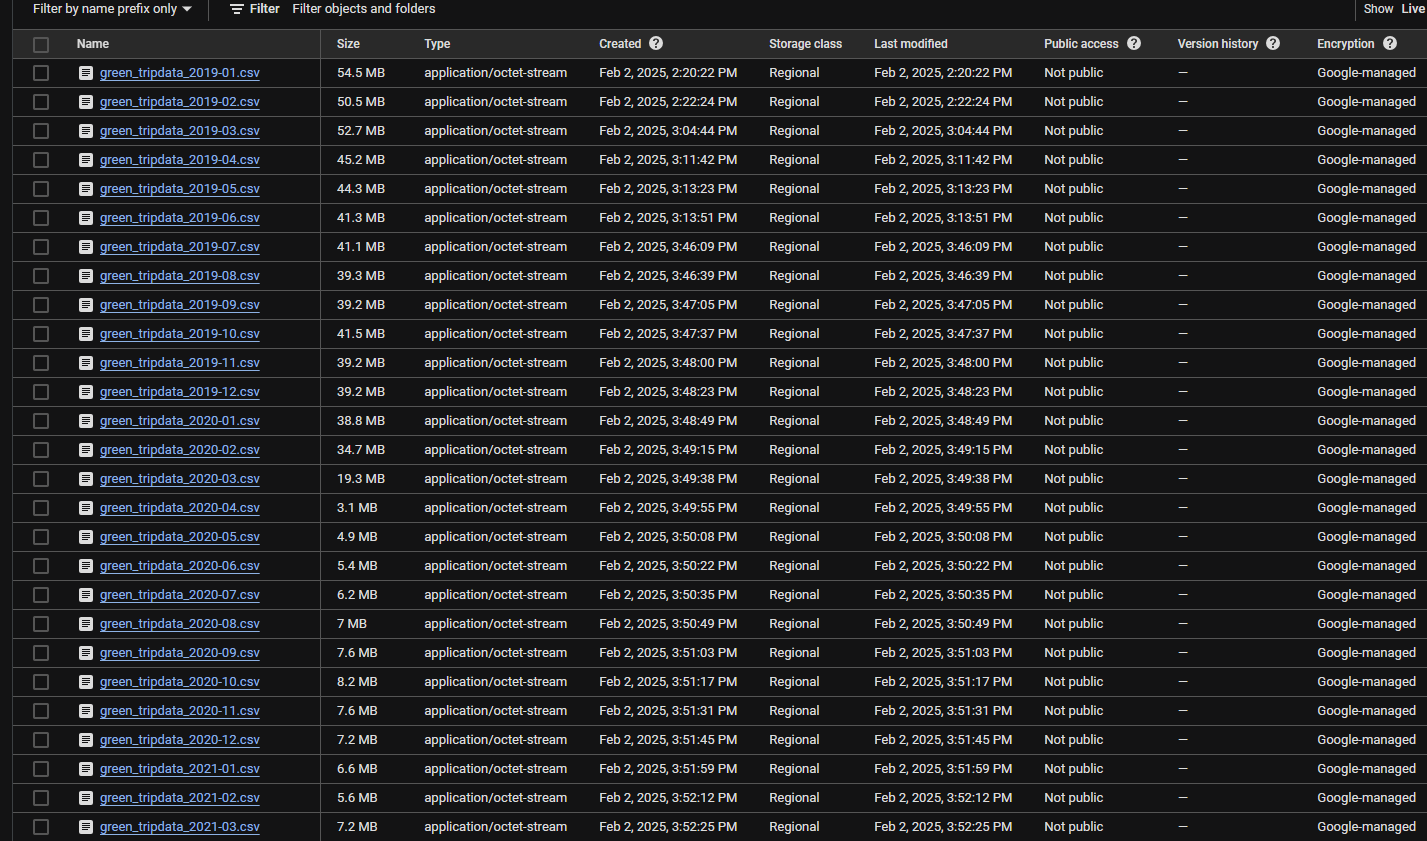 Filter by name prefix only Filter Filter objects and folders Show Live
Name Size Type Created Storage class Last modified Public access Version history Encryption
green_tripdata_2019-01.csv 54.5 MB application/octet-stream Feb 2, 2025, 2:20:22 PM Regional Feb 2, 2025, 2:20:22 PM Not public — Google-managed
green_tripdata_2019-02.csv 50.5 MB application/octet-stream Feb 2, 2025, 2:22:24 PM Regional Feb 2, 2025, 2:22:24 PM Not public — Google-managed
green_tripdata_2019-03.csv 52.7 MB application/octet-stream Feb 2, 2025, 3:04:44 PM Regional Feb 2, 2025, 3:04:44 PM Not public — Google-managed
green_tripdata_2019-04.csv 45.2 MB application/octet-stream Feb 2, 2025, 3:11:42 PM Regional Feb 2, 2025, 3:11:42 PM Not public — Google-managed
green_tripdata_2019-05.csv 44.3 MB application/octet-stream Feb 2, 2025, 3:13:23 PM Regional Feb 2, 2025, 3:13:23 PM Not public — Google-managed
green_tripdata_2019-06.csv 41.3 MB application/octet-stream Feb 2, 2025, 3:13:51 PM Regional Feb 2, 2025, 3:13:51 PM Not public — Google-managed
green_tripdata_2019-07.csv 41.1 MB application/octet-stream Feb 2, 2025, 3:46:09 PM Regional Feb 2, 2025, 3:46:09 PM Not public — Google-managed
green_tripdata_2019-08.csv 39.3 MB application/octet-stream Feb 2, 2025, 3:46:39 PM Regional Feb 2, 2025, 3:46:39 PM Not public — Google-managed
green_tripdata_2019-09.csv 39.2 MB application/octet-stream Feb 2, 2025, 3:47:05 PM Regional Feb 2, 2025, 3:47:05 PM Not public — Google-managed
green_tripdata_2019-10.csv 41.5 MB application/octet-stream Feb 2, 2025, 3:47:37 PM Regional Feb 2, 2025, 3:47:37 PM Not public — Google-managed
green_tripdata_2019-11.csv 39.2 MB application/octet-stream Feb 2, 2025, 3:48:00 PM Regional Feb 2, 2025, 3:48:00 PM Not public — Google-managed
green_tripdata_2019-12.csv 39.2 MB application/octet-stream Feb 2, 2025, 3:48:23 PM Regional Feb 2, 2025, 3:48:23 PM Not public — Google-managed
green_tripdata_2020-01.csv 38.8 MB application/octet-stream Feb 2, 2025, 3:48:49 PM Regional Feb 2, 2025, 3:48:49 PM Not public — Google-managed
green_tripdata_2020-02.csv 34.7 MB application/octet-stream Feb 2, 2025, 3:49:15 PM Regional Feb 2, 2025, 3:49:15 PM Not public — Google-managed
green_tripdata_2020-03.csv 19.3 MB application/octet-stream Feb 2, 2025, 3:49:38 PM Regional Feb 2, 2025, 3:49:38 PM Not public — Google-managed
green_tripdata_2020-04.csv 3.1 MB application/octet-stream Feb 2, 2025, 3:49:55 PM Regional Feb 2, 2025, 3:49:55 PM Not public — Google-managed
green_tripdata_2020-05.csv 4.9 MB application/octet-stream Feb 2, 2025, 3:50:08 PM Regional Feb 2, 2025, 3:50:08 PM Not public — Google-managed
green_tripdata_2020-06.csv 5.4 MB application/octet-stream Feb 2, 2025, 3:50:22 PM Regional Feb 2, 2025, 3:50:22 PM Not public — Google-managed
green_tripdata_2020-07.csv 6.2 MB application/octet-stream Feb 2, 2025, 3:50:35 PM Regional Feb 2, 2025, 3:50:35 PM Not public — Google-managed
green_tripdata_2020-08.csv 7 MB application/octet-stream Feb 2, 2025, 3:50:49 PM Regional Feb 2, 2025, 3:50:49 PM Not public — Google-managed
green_tripdata_2020-09.csv 7.6 MB application/octet-stream Feb 2, 2025, 3:51:03 PM Regional Feb 2, 2025, 3:51:03 PM Not public — Google-managed
green_tripdata_2020-10.csv 8.2 MB application/octet-stream Feb 2, 2025, 3:51:17 PM Regional Feb 2, 2025, 3:51:17 PM Not public — Google-managed
green_tripdata_2020-11.csv 7.6 MB application/octet-stream Feb 2, 2025, 3:51:31 PM Regional Feb 2, 2025, 3:51:31 PM Not public — Google-managed
green_tripdata_2020-12.csv 7.2 MB application/octet-stream Feb 2, 2025, 3:51:45 PM Regional Feb 2, 2025, 3:51:45 PM Not public — Google-managed
green_tripdata_2021-01.csv 6.6 MB application/octet-stream Feb 2, 2025, 3:51:59 PM Regional Feb 2, 2025, 3:51:59 PM Not public — Google-managed
green_tripdata_2021-02.csv 5.6 MB application/octet-stream Feb 2, 2025, 3:52:12 PM Regional Feb 2, 2025, 3:52:12 PM Not public — Google-managed
green_tripdata_2021-03.csv 7.2 MB application/octet-stream Feb 2, 2025, 3:52:25 PM Regional Feb 2, 2025, 3:52:25 PM Not public — Google-managed